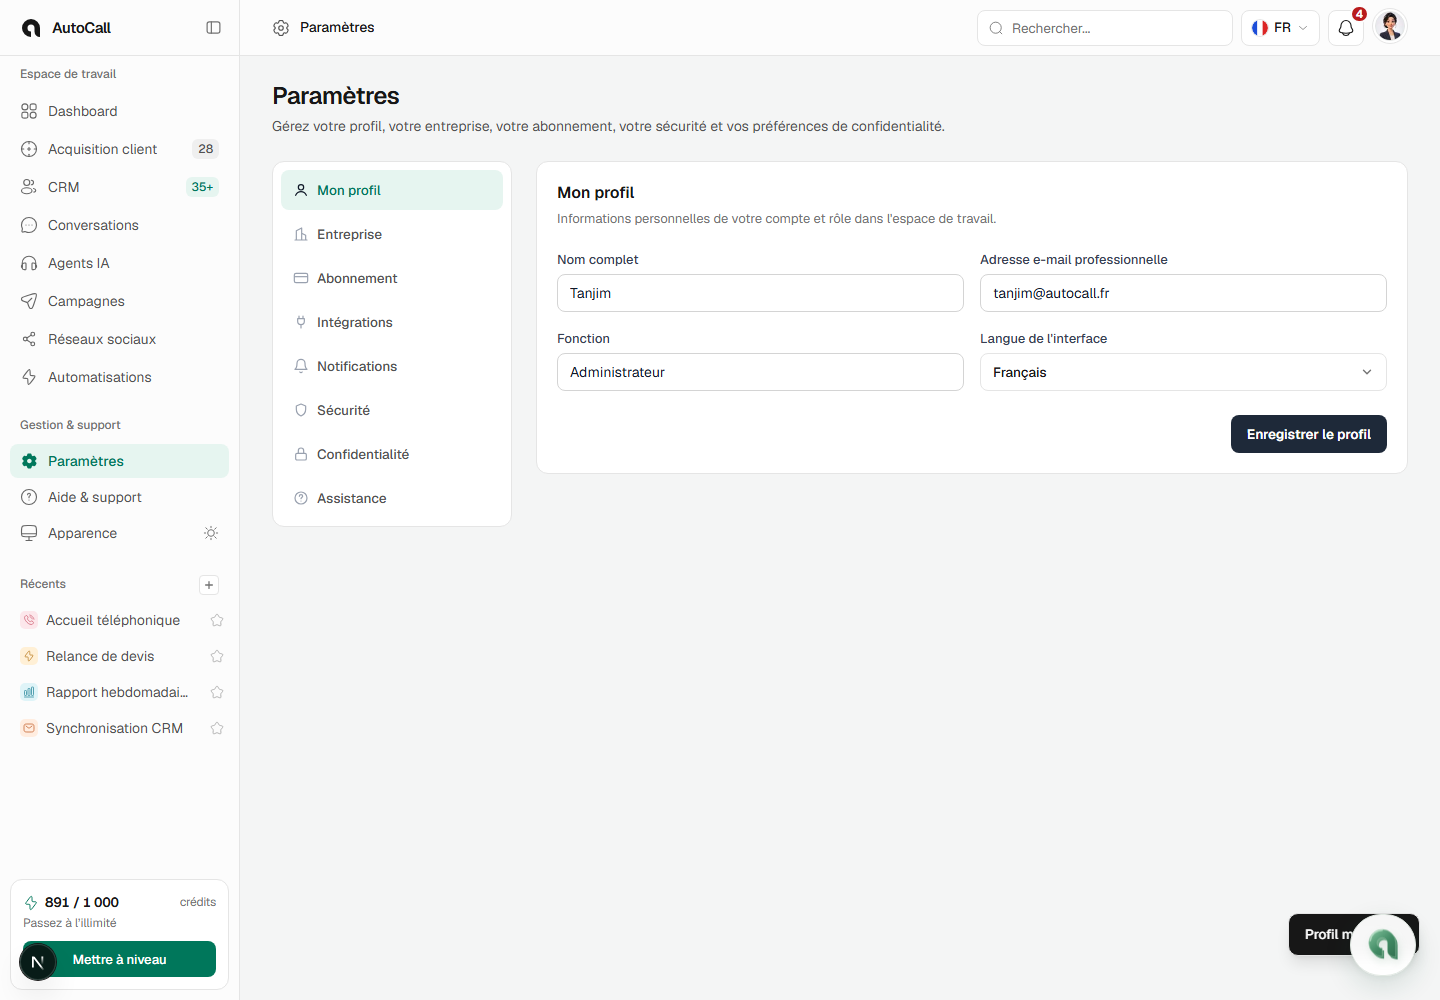 AutoCall
Paramètres
Rechercher...
FR
4
Espace de travail
Dashboard
Acquisition client
28
CRM
35+
Conversations
Agents IA
Campagnes
Réseaux sociaux
Automatisations
Gestion & support
Paramètres
Aide & support
Apparence
Récents
Accueil téléphonique
Relance de devis
Rapport hebdomadai...
Synchronisation CRM
891 / 1 000
crédits
Passez à l'illimité
N
Mettre à niveau
Paramètres
Gérez votre profil, votre entreprise, votre abonnement, votre sécurité et vos préférences de confidentialité.
Mon profil
Entreprise
Abonnement
Intégrations
Notifications
Sécurité
Confidentialité
Assistance
Mon profil
Informations personnelles de votre compte et rôle dans l'espace de travail.
Nom complet
Tanjim
Adresse e-mail professionnelle
tanjim@autocall.fr
Fonction
Administrateur
Langue de l'interface
Français
Enregistrer le profil
Profil